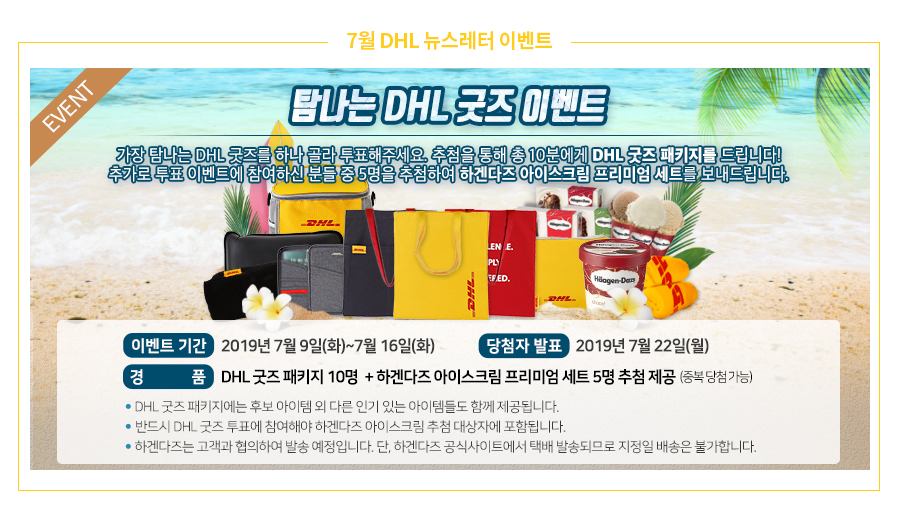 7월 DHL 뉴스레터 이벤트
EVENT
탐나는 DHL 굿즈 이벤트
가장 탐나는 DHL 굿즈를 하나 골라 투표해주세요. 추첨을 통해 총 10분에게 DHL 굿즈 패키지를 드립니다!
추가로 투표 이벤트에 참여하신 분들 중 5명을 추첨하여 하겐다즈 아이스크림 프리미엄 세트를 보내드립니다.
DHL
DHL
DHL
Häagen-Dazs
이벤트 기간 2019년 7월 9일(화)~7월 16일(화) 당첨자 발표 2019년 7월 22일(월)
경 품 DHL 굿즈 패키지 10명 + 하겐다즈 아이스크림 프리미엄 세트 5명 추첨 제공 (중복 당첨 가능)
• DHL 굿즈 패키지에는 후보 아이템 외 다른 인기 있는 아이템들도 함께 제공됩니다.
• 반드시 DHL 굿즈 투표에 참여해야 하겐다즈 아이스크림 추첨 대상자에 포함됩니다.
• 하겐다즈는 고객과 협의하여 발송 예정입니다. 단, 하겐다즈 공식사이트에서 택배 발송되므로 지정일 배송은 불가합니다.